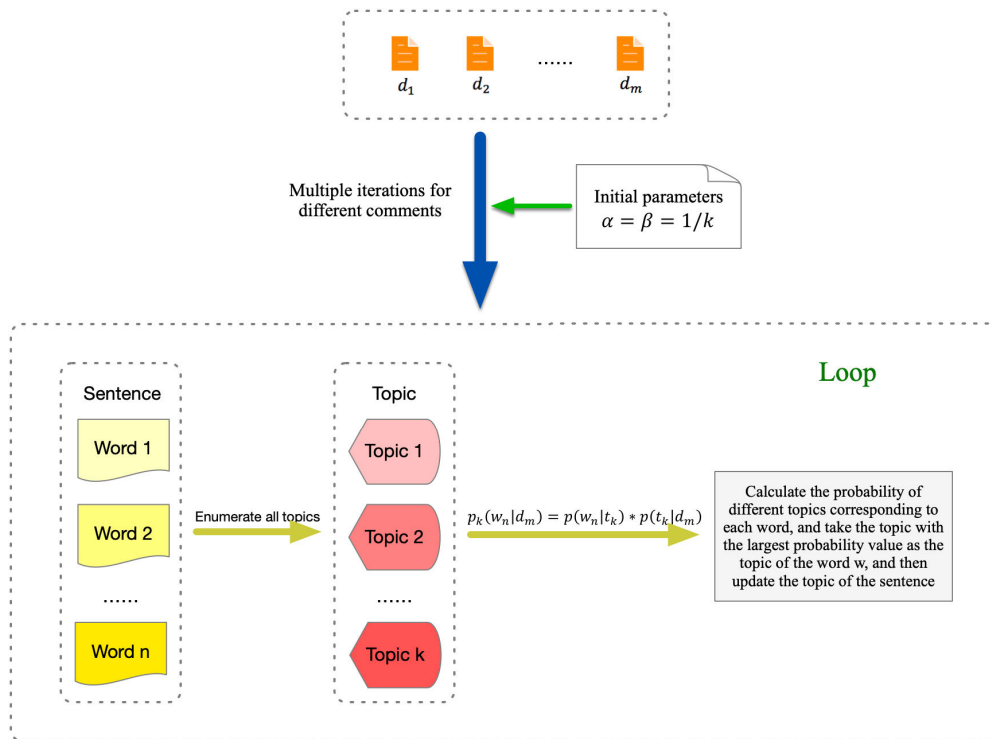 d₁ d₂ ...... dₘ
Multiple iterations for
different comments
Initial parameters
α = β = 1/k
Loop
Sentence
Topic
Word 1
Topic 1
Word 2
Enumerate all topics
Topic 2
pₖ(wₙ|dₘ) = p(wₙ|tₖ) * p(tₖ|dₘ)
Calculate the probability of
different topics corresponding to
each word, and take the topic with
the largest probability value as the
topic of the word w, and then
update the topic of the sentence
......
......
Word n
Topic k